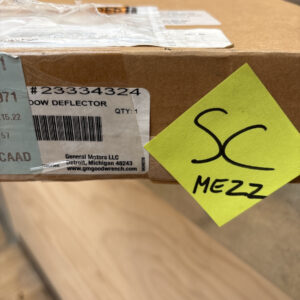 #23334324
DOW DEFLECTOR
QTY: 1
971
.15.22
57
CAAD
General Motors LLC
Detroit, Michigan 48243
www.gmgoodwrench.com
SC
MEZZ